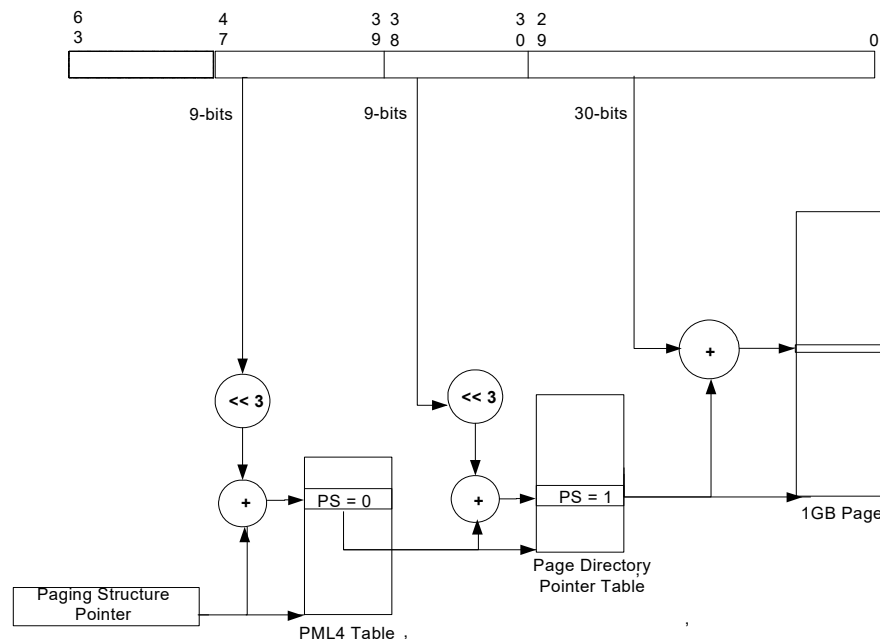 6 4 3 3 3 2
3 7 9 8 0 9 0
9-bits 9-bits 30-bits
+
<< 3 << 3
PS = 0 + + PS = 1 +
1GB Page
Page Directory
Pointer Table
Paging Structure
Pointer
PML4 Table ,
,